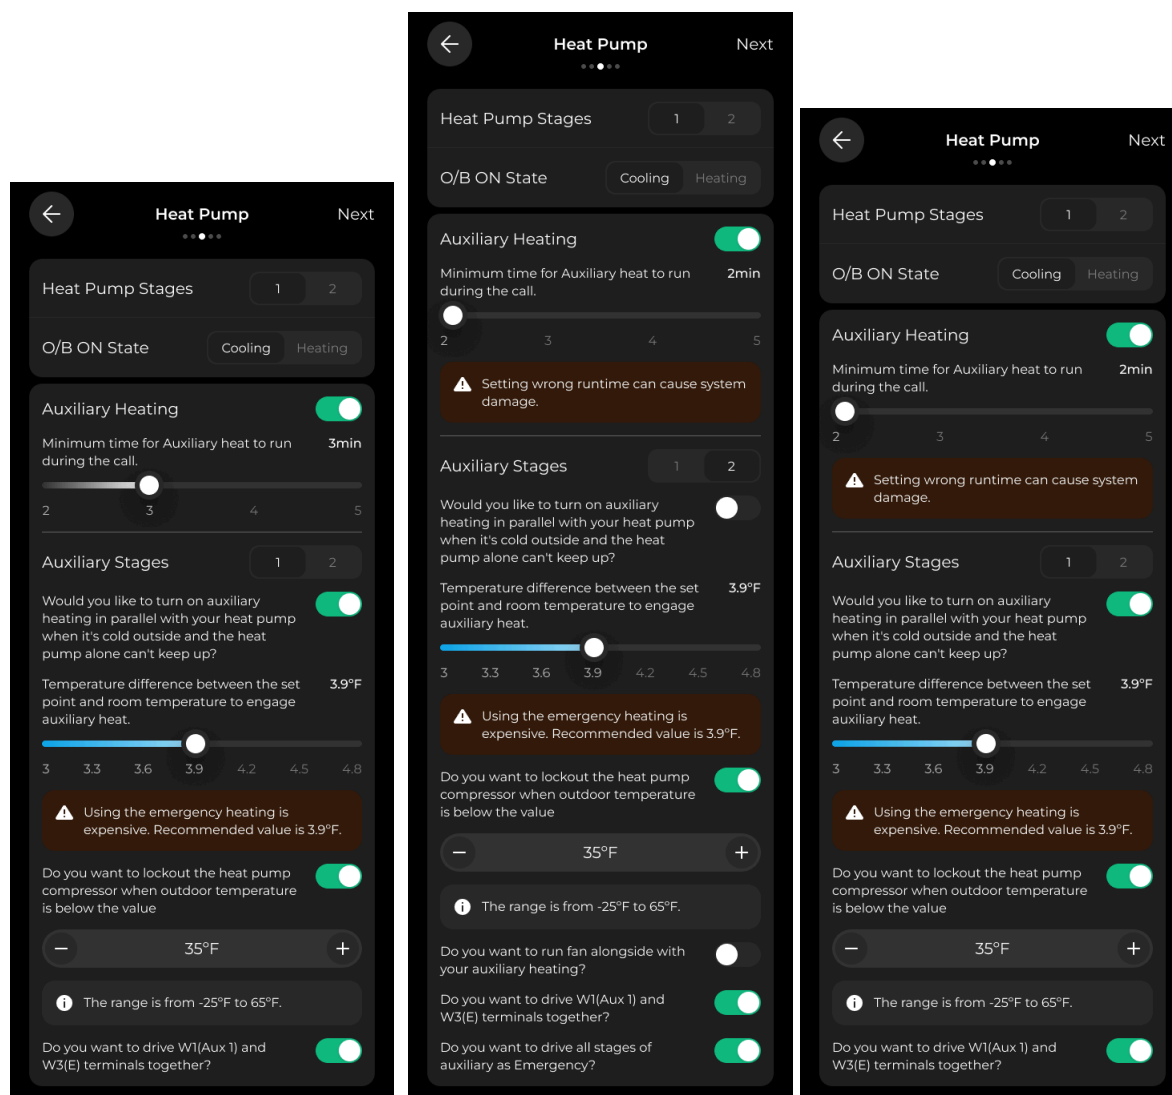 Heat Pump
Next
Heat Pump Stages
1
2
O/B ON State
Cooling
Heating
Auxiliary Heating
Minimum time for Auxiliary heat to run
3min
during the call.
2
3
4
5
Auxiliary Stages
1
2
Would you like to turn on auxiliary
heating in parallel with your heat pump
when it's cold outside and the heat
pump alone can't keep up?
Temperature difference between the set
3.9°F
point and room temperature to engage
auxiliary heat.
3
3.3
3.6
3.9
4.2
4.5
4.8
Using the emergency heating is
expensive. Recommended value is 3.9°F.
Do you want to lockout the heat pump
compressor when outdoor temperature
is below the value
35°F
The range is from -25°F to 65°F.
Do you want to drive W1(Aux 1) and
W3(E) terminals together?
Heat Pump
Next
Heat Pump Stages
1
2
O/B ON State
Cooling
Heating
Auxiliary Heating
Minimum time for Auxiliary heat to run
2min
during the call.
2
3
4
5
Setting wrong runtime can cause system
damage.
Auxiliary Stages
1
2
Would you like to turn on auxiliary
heating in parallel with your heat pump
when it's cold outside and the heat
pump alone can't keep up?
Temperature difference between the set
3.9°F
point and room temperature to engage
auxiliary heat.
3
3.3
3.6
3.9
4.2
4.5
4.8
Using the emergency heating is
expensive. Recommended value is 3.9°F.
Do you want to lockout the heat pump
compressor when outdoor temperature
is below the value
35°F
The range is from -25°F to 65°F.
Do you want to run fan alongside with
your auxiliary heating?
Do you want to drive W1(Aux 1) and
W3(E) terminals together?
Do you want to drive all stages of
auxiliary as Emergency?
Heat Pump
Next
Heat Pump Stages
1
2
O/B ON State
Cooling
Heating
Auxiliary Heating
Minimum time for Auxiliary heat to run
2min
during the call.
2
3
4
5
Setting wrong runtime can cause system
damage.
Auxiliary Stages
1
2
Would you like to turn on auxiliary
heating in parallel with your heat pump
when it's cold outside and the heat
pump alone can't keep up?
Temperature difference between the set
3.9°F
point and room temperature to engage
auxiliary heat.
3
3.3
3.6
3.9
4.2
4.5
4.8
Using the emergency heating is
expensive. Recommended value is 3.9°F.
Do you want to lockout the heat pump
compressor when outdoor temperature
is below the value
35°F
The range is from -25°F to 65°F.
Do you want to drive W1(Aux 1) and
W3(E) terminals together?